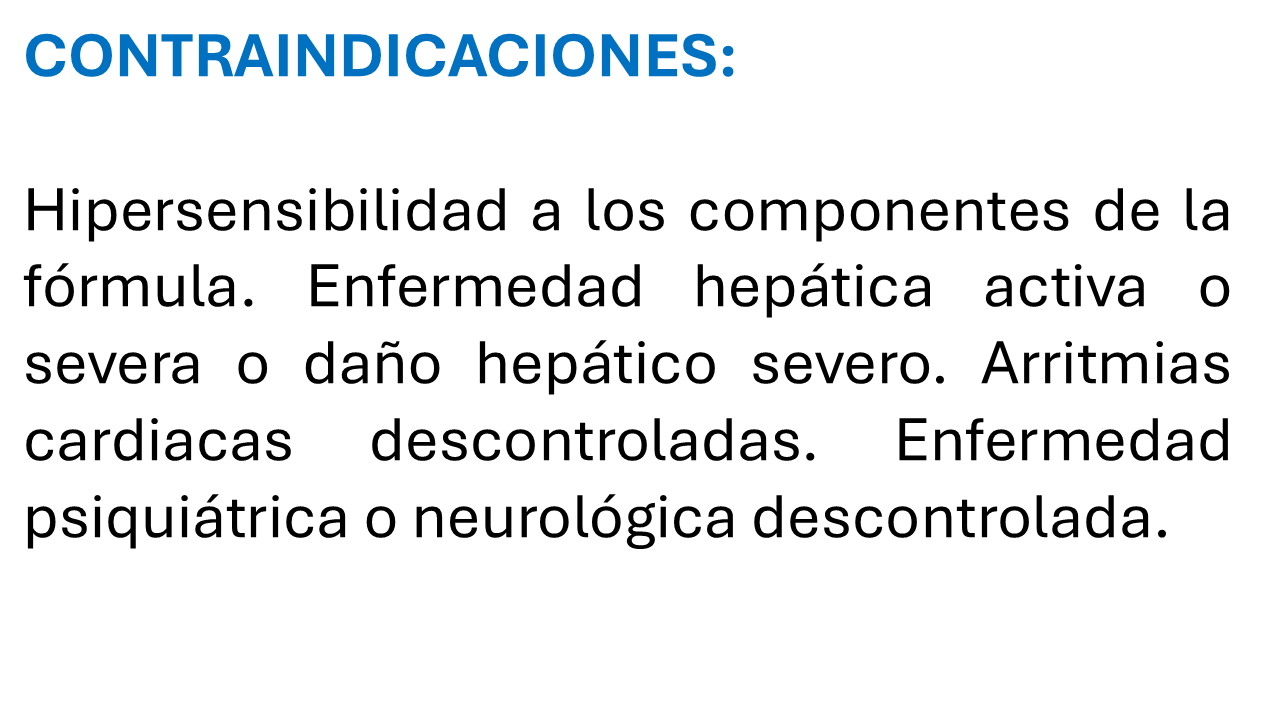 CONTRAINDICACIONES:
Hipersensibilidad a los componentes de la
fórmula. Enfermedad hepática activa o
severa o daño hepático severo. Arritmias
cardiacas descontroladas. Enfermedad
psiquiátrica o neurológica descontrolada.